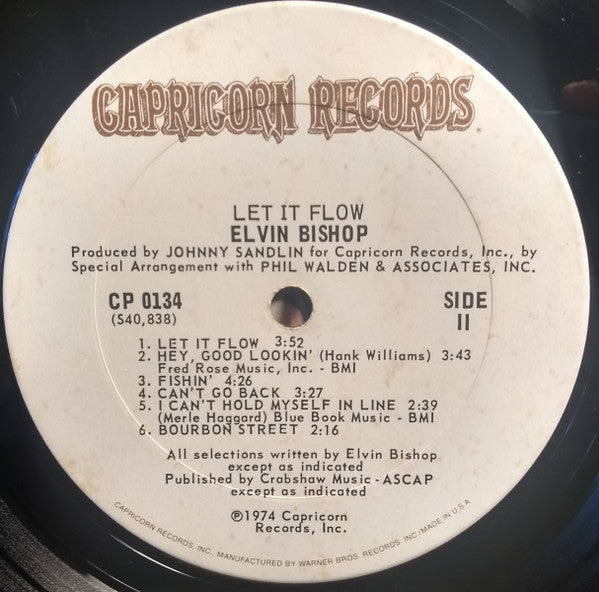 CAPRICORN RECORDS
LET IT FLOW
ELVIN BISHOP
Produced by JOHNNY SANDLIN for Capricorn Records, Inc., by
Special Arrangement with PHIL WALDEN & ASSOCIATES, INC.
CP 0134 SIDE
(S40,838) II
1. LET IT FLOW 3:52
2. HEY, GOOD LOOKIN' (Hank Williams) 3:43
Fred Rose Music, Inc. - BMI
3. FISHIN' 4:26
4. CAN'T GO BACK 3:27
5. I CAN'T HOLD MYSELF IN LINE 2:39
(Merle Haggard) Blue Book Music - BMI
6. BOURBON STREET 2:16
All selections written by Elvin Bishop
except as indicated
Published by Crabshaw Music - ASCAP
except as indicated
℗1974 Capricorn
Records, Inc.
CAPRICORN RECORDS, INC., MANUFACTURED BY WARNER BROS. RECORDS INC./MADE IN U.S.A